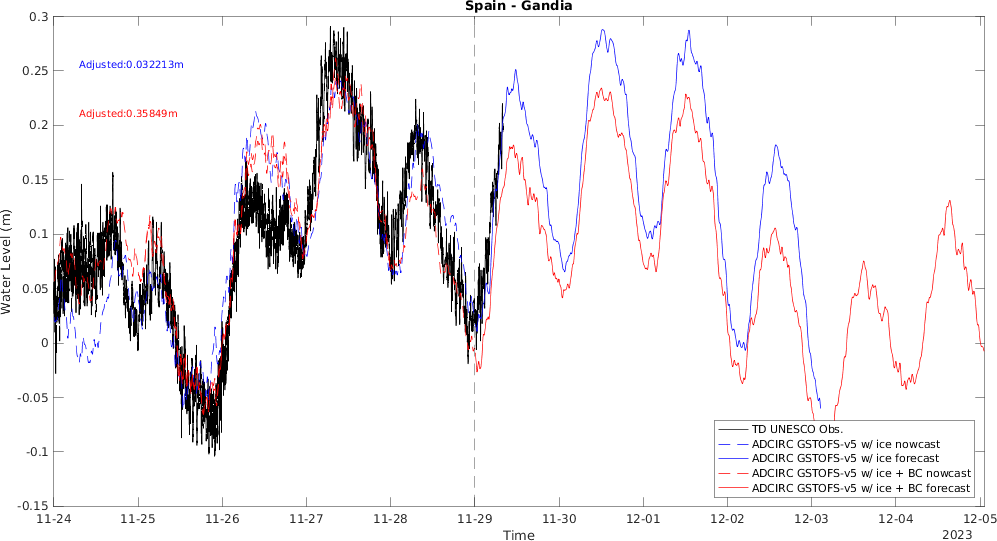 Spain - Gandia
0.3
0.25
0.2
0.15
0.1
0.05
0
-0.05
-0.1
-0.15
Water Level (m)
Adjusted:0.032213m
Adjusted:0.35849m
TD UNESCO Obs.
ADCIRC GSTOFS-v5 w/ ice nowcast
ADCIRC GSTOFS-v5 w/ ice forecast
ADCIRC GSTOFS-v5 w/ ice + BC nowcast
ADCIRC GSTOFS-v5 w/ ice + BC forecast
11-24 11-25 11-26 11-27 11-28 11-29 11-30 12-01 12-02 12-03 12-04 12-05
Time
2023